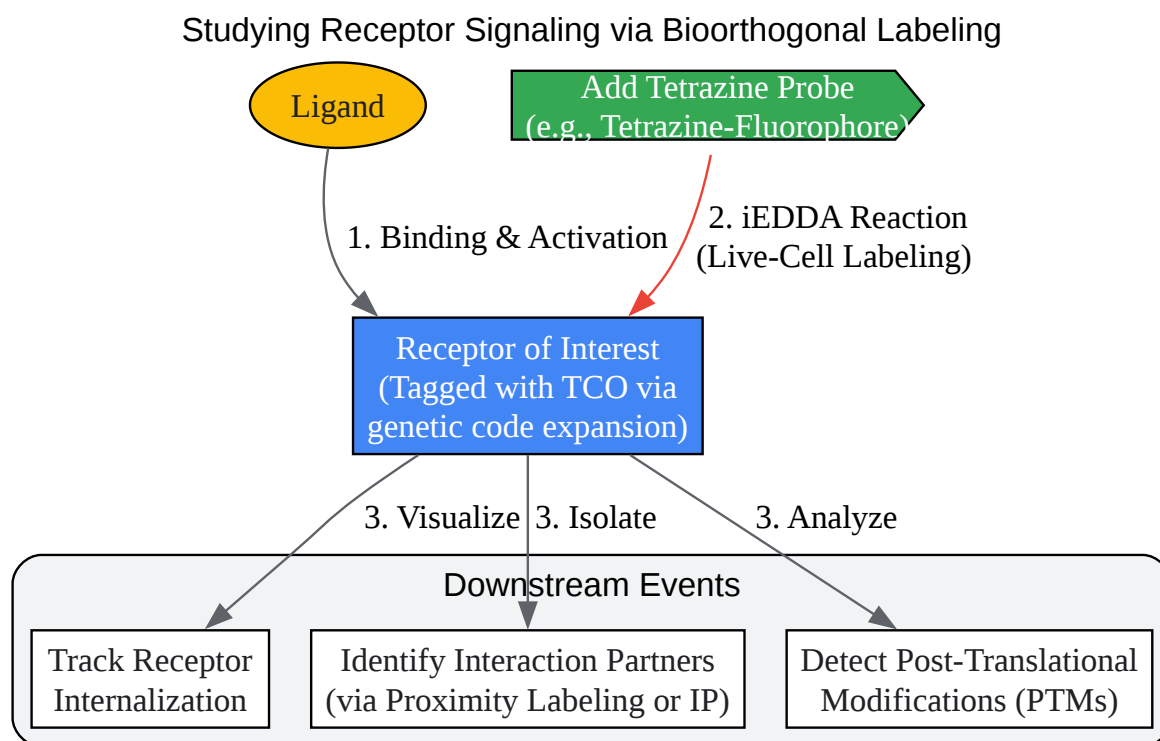 Studying Receptor Signaling via Bioorthogonal Labeling
Ligand
Add Tetrazine Probe
(e.g., Tetrazine-Fluorophore)
1. Binding & Activation
2. iEDDA Reaction
(Live-Cell Labeling)
Receptor of Interest
(Tagged with TCO via
genetic code expansion)
3. Visualize
3. Isolate
3. Analyze
Downstream Events
Track Receptor
Internalization
Identify Interaction Partners
(via Proximity Labeling or IP)
Detect Post-Translational
Modifications (PTMs)